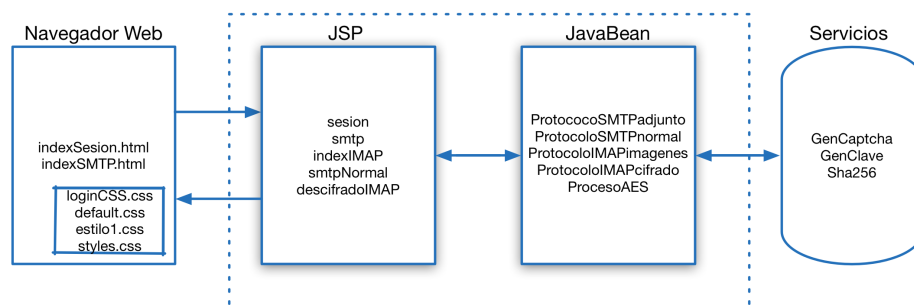 Navegador Web
indexSesion.html
indexSMTP.html
loginCSS.css
default.css
estilo1.css
styles.css
JSP
sesion
smtp
indexIMAP
smtpNormal
descifradoIMAP
JavaBean
ProtococoSMTPadjunto
ProtocoloSMTPnormal
ProtocoloIMAPimagenes
ProtocoloIMAPcifrado
ProcesoAES
Servicios
GenCaptcha
GenClave
Sha256